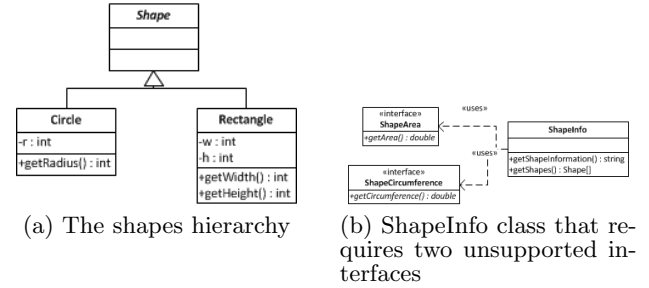 Shape
Circle
-r : int
+getRadius() : int
Rectangle
-w : int
-h : int
+getWidth() : int
+getHeight() : int
(a) The shapes hierarchy
«interface»
ShapeArea
+getArea() : double
«uses»
«interface»
ShapeCircumference
+getCircumference() : double
«uses»
ShapeInfo
+getShapeInformation() : string
+getShapes() : Shape[]
(b) ShapeInfo class that re-
quires two unsupported in-
terfaces